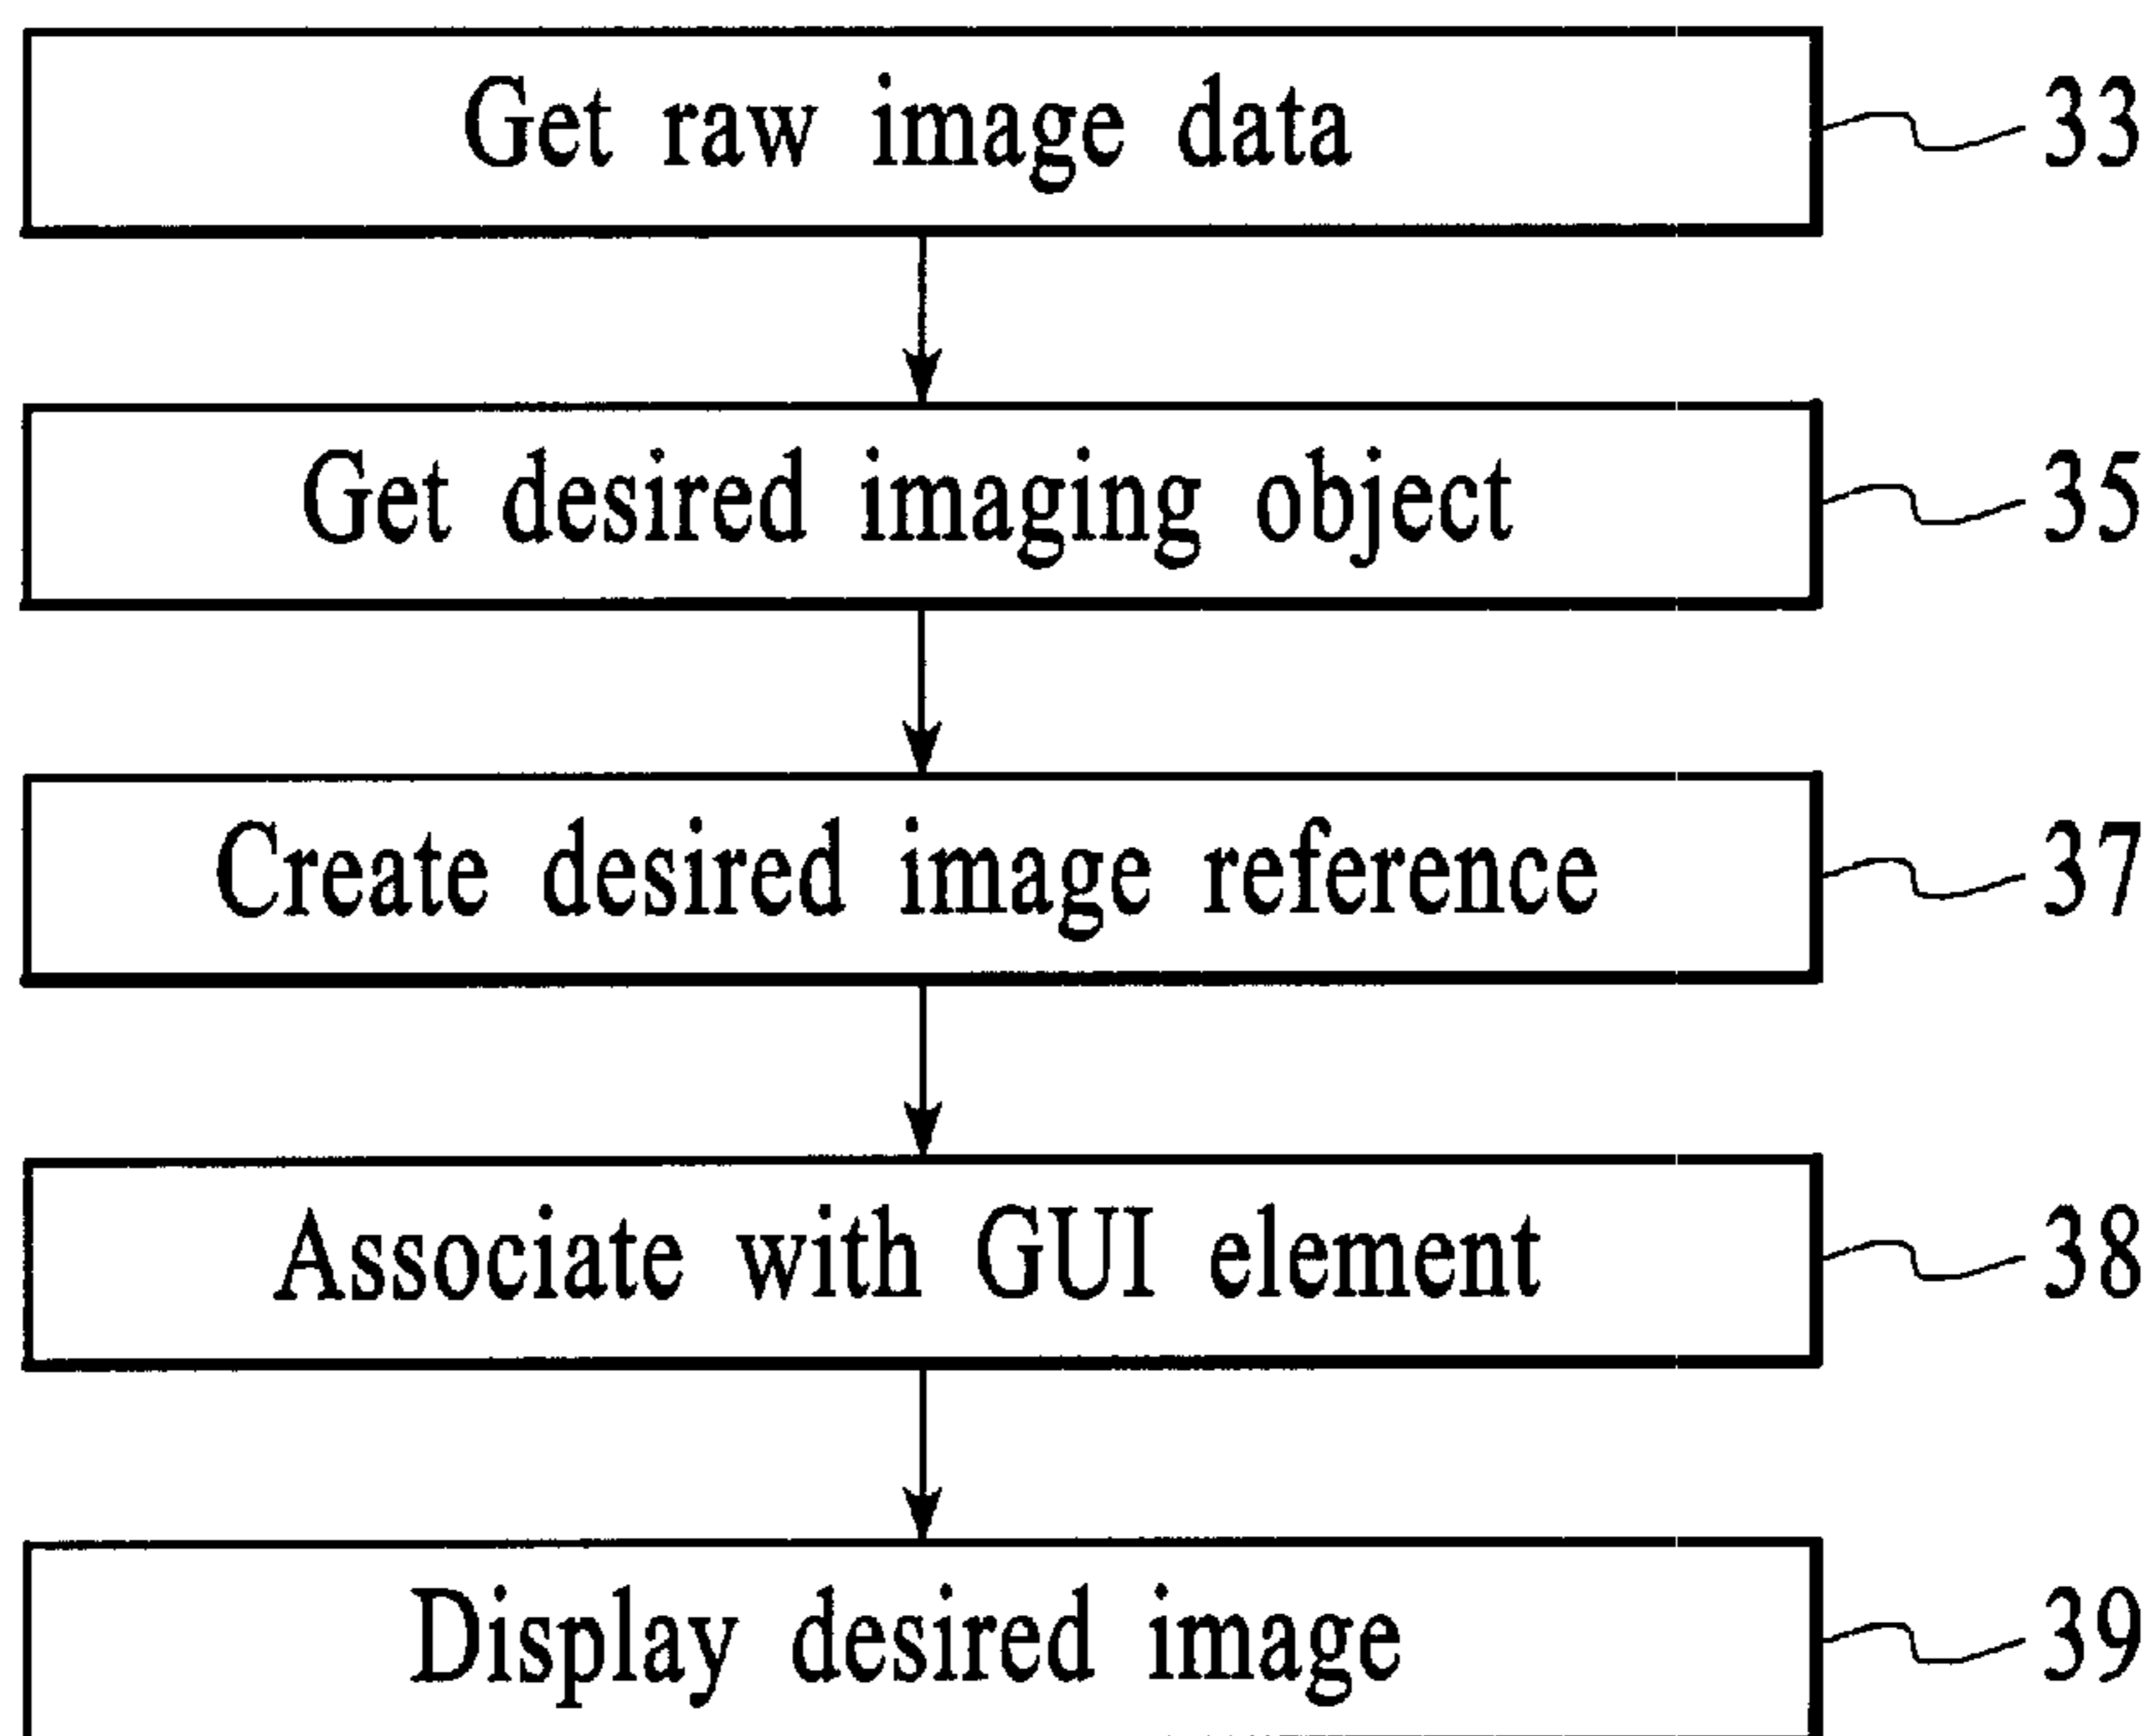 Get raw image data 33
Get desired imaging object 35
Create desired image reference 37
Associate with GUI element 38
Display desired image 39